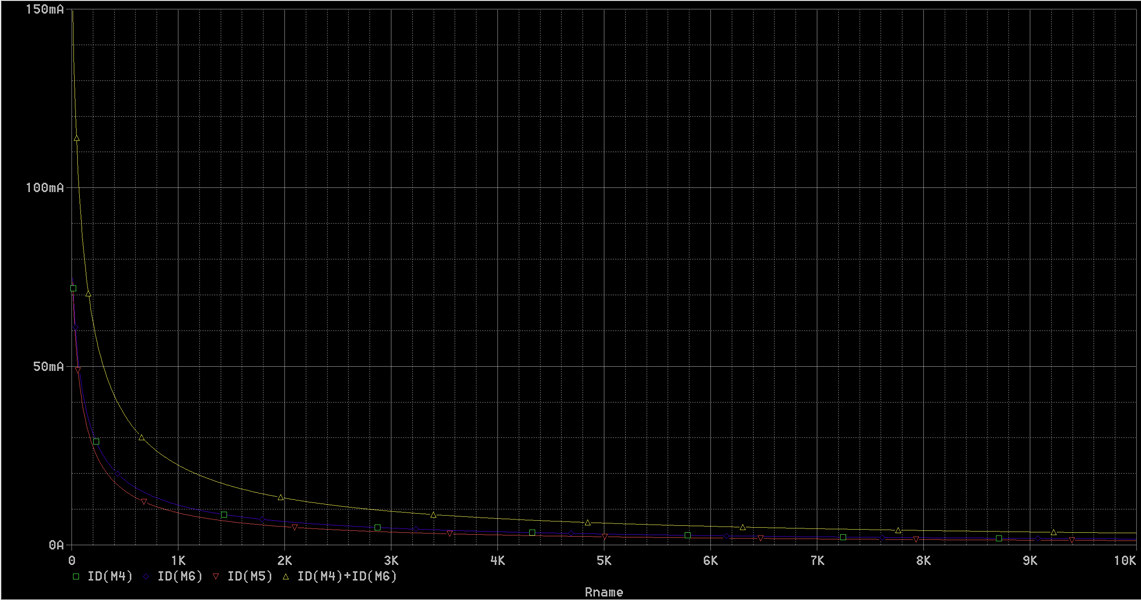 150mA
100mA
50mA
0A
0 1K 2K 3K 4K 5K 6K 7K 8K 9K 10K
ID(M4) ID(M6) ID(M5) ID(M4)+ID(M6)
Rname